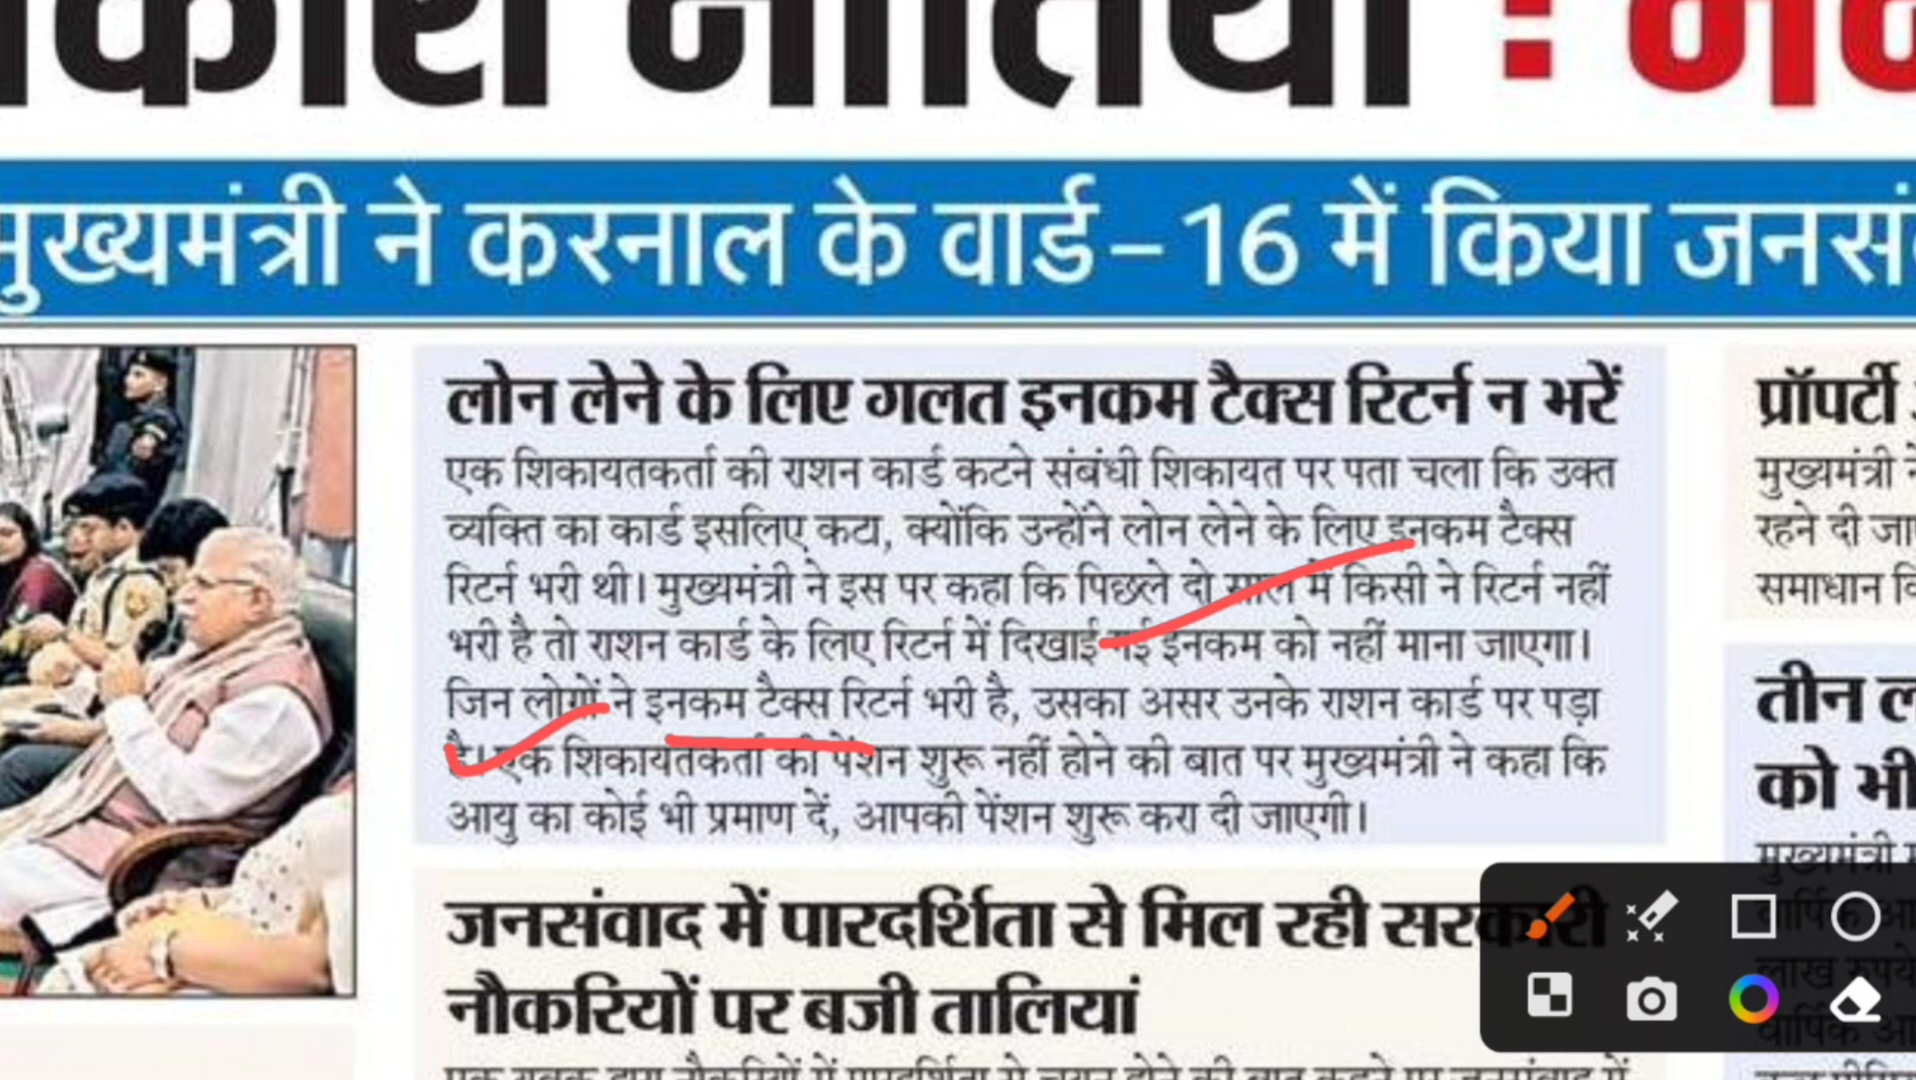 मुख्यमंत्री ने करनाल के वार्ड–16 में किया
लोन लेने के लिए गलत इनकम टैक्स रिटर्न न भरें
एक शिकायतकर्ता की राशन कार्ड कटने संबंधी शिकायत पर पता चला कि उक्त
व्यक्ति का कार्ड इसलिए कटा, क्योंकि उन्होंने लोन लेने के लिए इनकम टैक्स
रिटर्न भरी थी। मुख्यमंत्री ने इस पर कहा कि पिछले दो साल में किसी ने रिटर्न नहीं
भरी है तो राशन कार्ड के लिए रिटर्न में दिखाई गई इनकम को नहीं माना जाएगा।
जिन लोगों ने इनकम टैक्स रिटर्न भरी है, उसका असर उनके राशन कार्ड पर पड़ा
है। एक शिकायतकर्ता की पेंशन शुरू नहीं होने की बात पर मुख्यमंत्री ने कहा कि
आयु का कोई भी प्रमाण दें, आपकी पेंशन शुरू करा दी जाएगी।
जनसंवाद में पारदर्शिता से मिल रही सरकारी
नौकरियों पर बजी तालियां
प्रॉपर्टी
मुख्यमंत्री
रहने दी
समाधान
तीन
को भी
मुख्यमंत्री